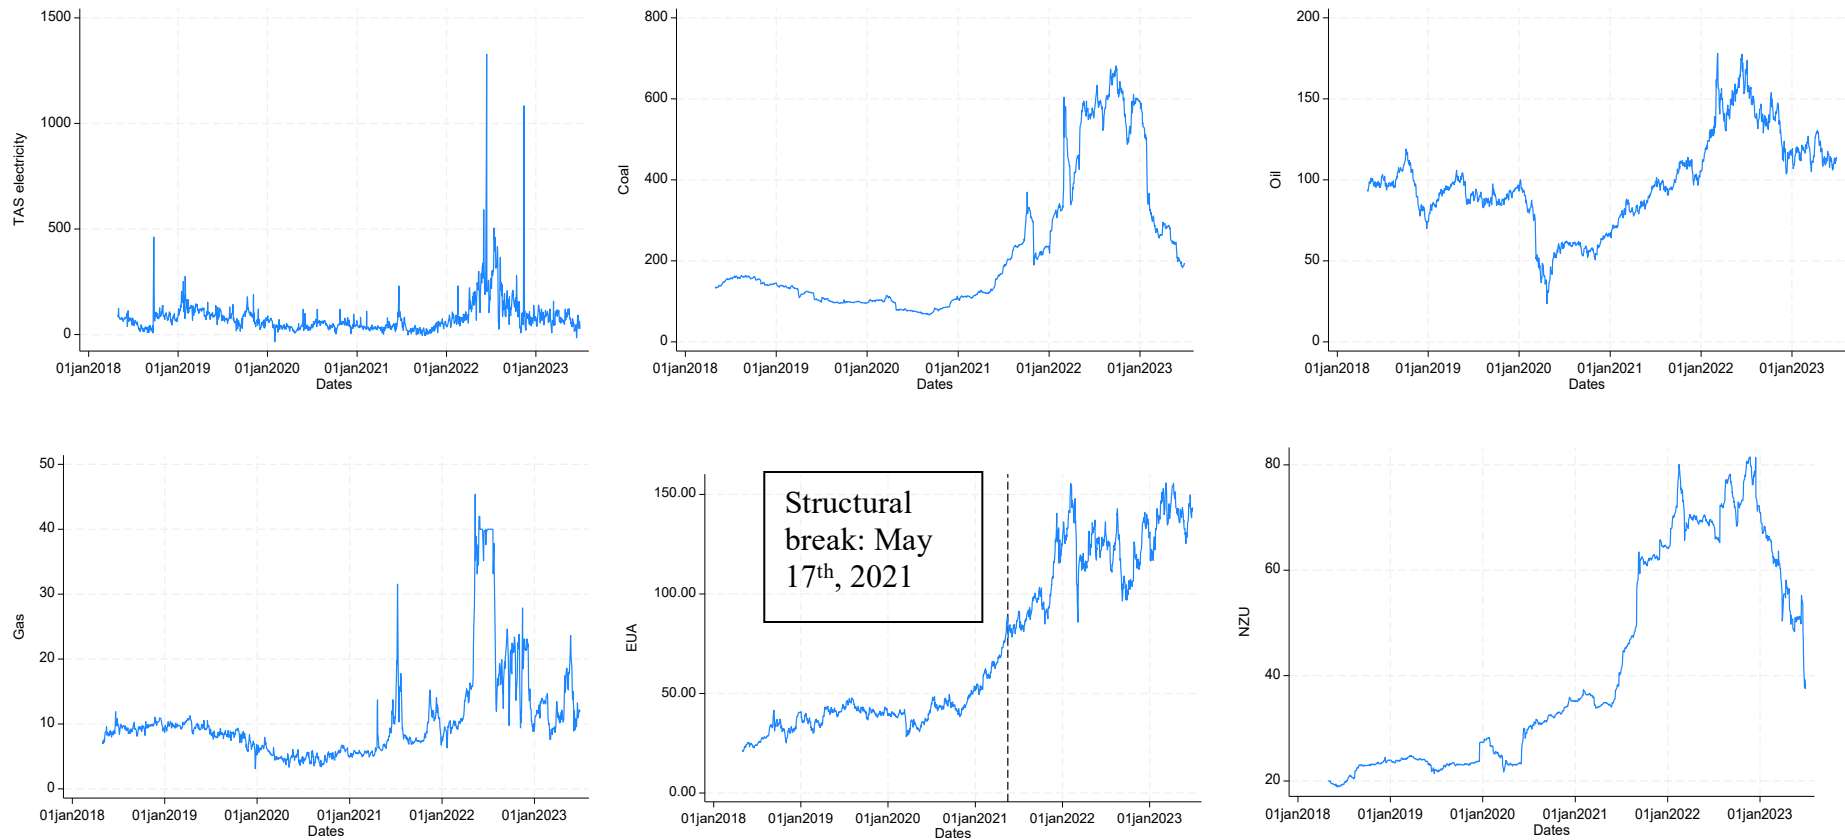 1500
1000
500
0
TAS electricity
01jan2018 01jan2019 01jan2020 01jan2021 01jan2022 01jan2023
Dates
800
600
400
200
0
Coal
01jan2018 01jan2019 01jan2020 01jan2021 01jan2022 01jan2023
Dates
200
150
100
50
0
Oil
01jan2018 01jan2019 01jan2020 01jan2021 01jan2022 01jan2023
Dates
50
40
30
20
10
0
Gas
01jan2018 01jan2019 01jan2020 01jan2021 01jan2022 01jan2023
Dates
150.00
100.00
50.00
0.00
EUA
Structural
break: May
17th, 2021
01jan2018 01jan2019 01jan2020 01jan2021 01jan2022 01jan2023
Dates
80
60
40
20
NZU
01jan2018 01jan2019 01jan2020 01jan2021 01jan2022 01jan2023
Dates